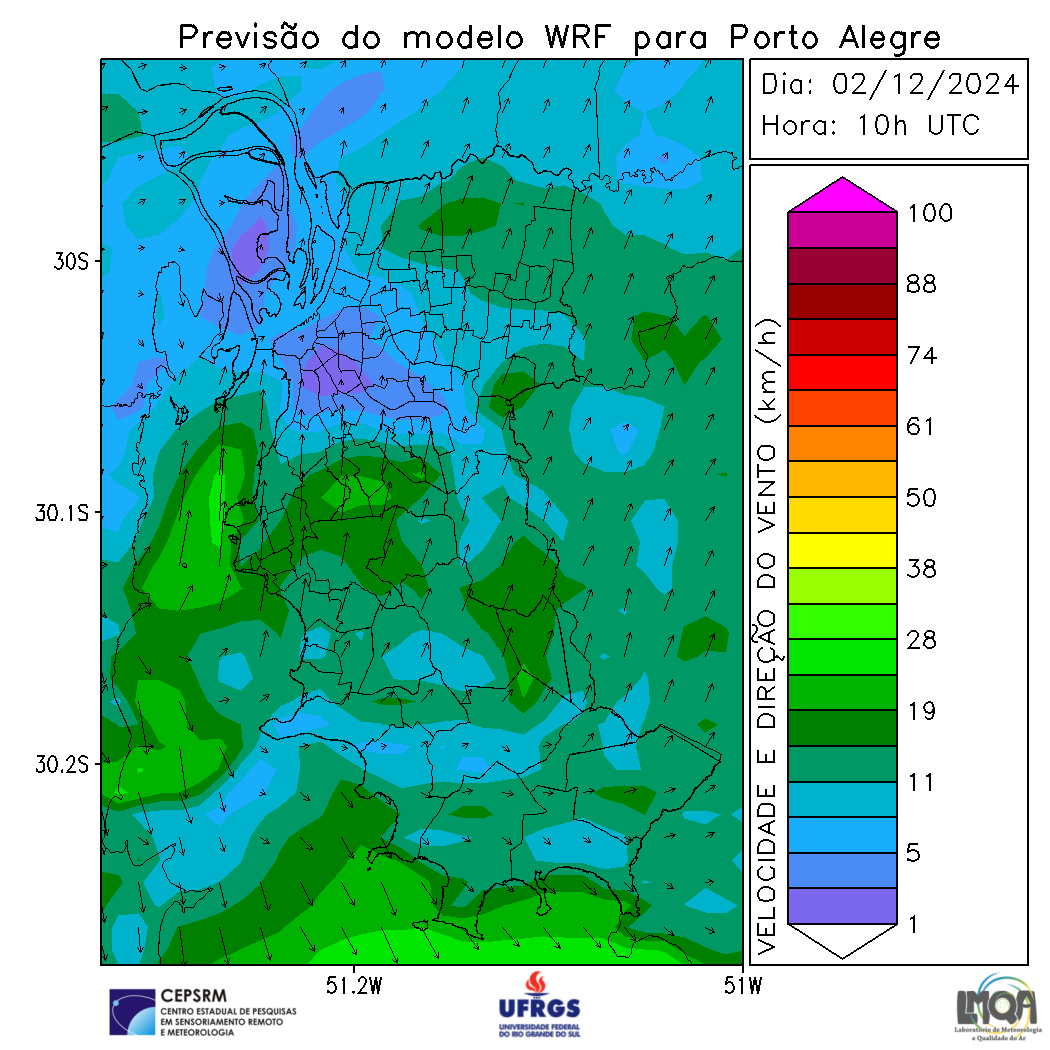 Previsão do modelo WRF para Porto Alegre
Dia: 02/12/2024
Hora: 10h UTC
30S
30.1S
30.2S
51.2W
51W
VELOCIDADE E DIREÇÃO DO VENTO (km/h)
100
88
74
61
50
38
28
19
11
5
1
CEPSRM
CENTRO ESTADUAL DE PESQUISAS
EM SENSORIAMENTO REMOTO
E METEOROLOGIA
UFRGS
UNIVERSIDADE FEDERAL
DO RIO GRANDE DO SUL
LMQA
Laboratório de Meteorologia
e Qualidade do Ar